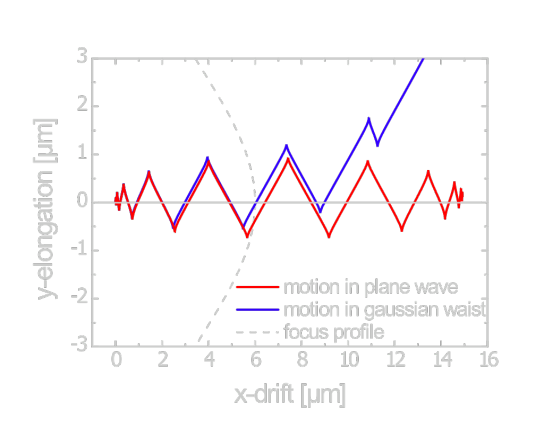 3
2
1
0
-1
-2
-3
y-elongation [µm]
motion in plane wave
motion in gaussian waist
focus profile
0 2 4 6 8 10 12 14 16
x-drift [µm]